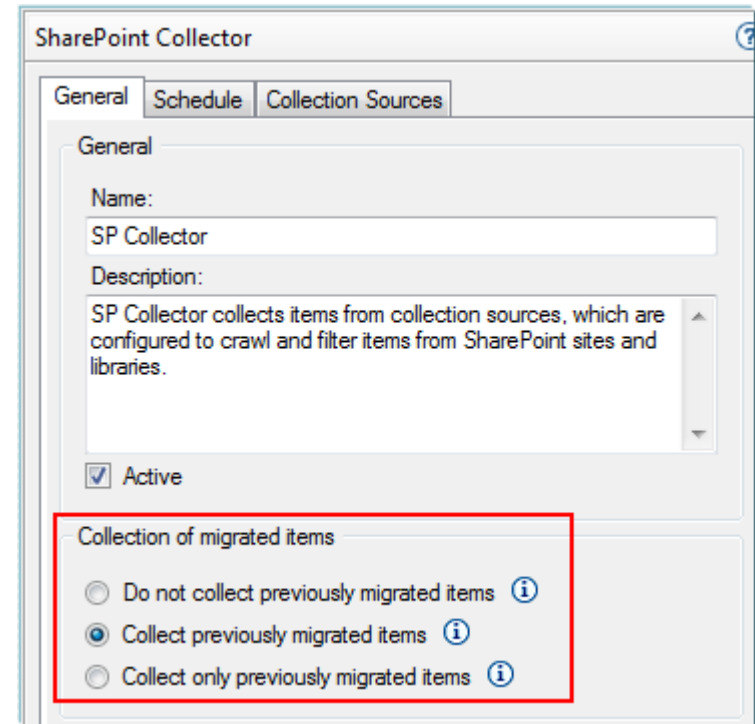 SharePoint Collector
General Schedule Collection Sources
General
Name:
SP Collector
Description:
SP Collector collects items from collection sources, which are
configured to crawl and filter items from SharePoint sites and
libraries.
Active
Collection of migrated items
Do not collect previously migrated items
Collect previously migrated items
Collect only previously migrated items